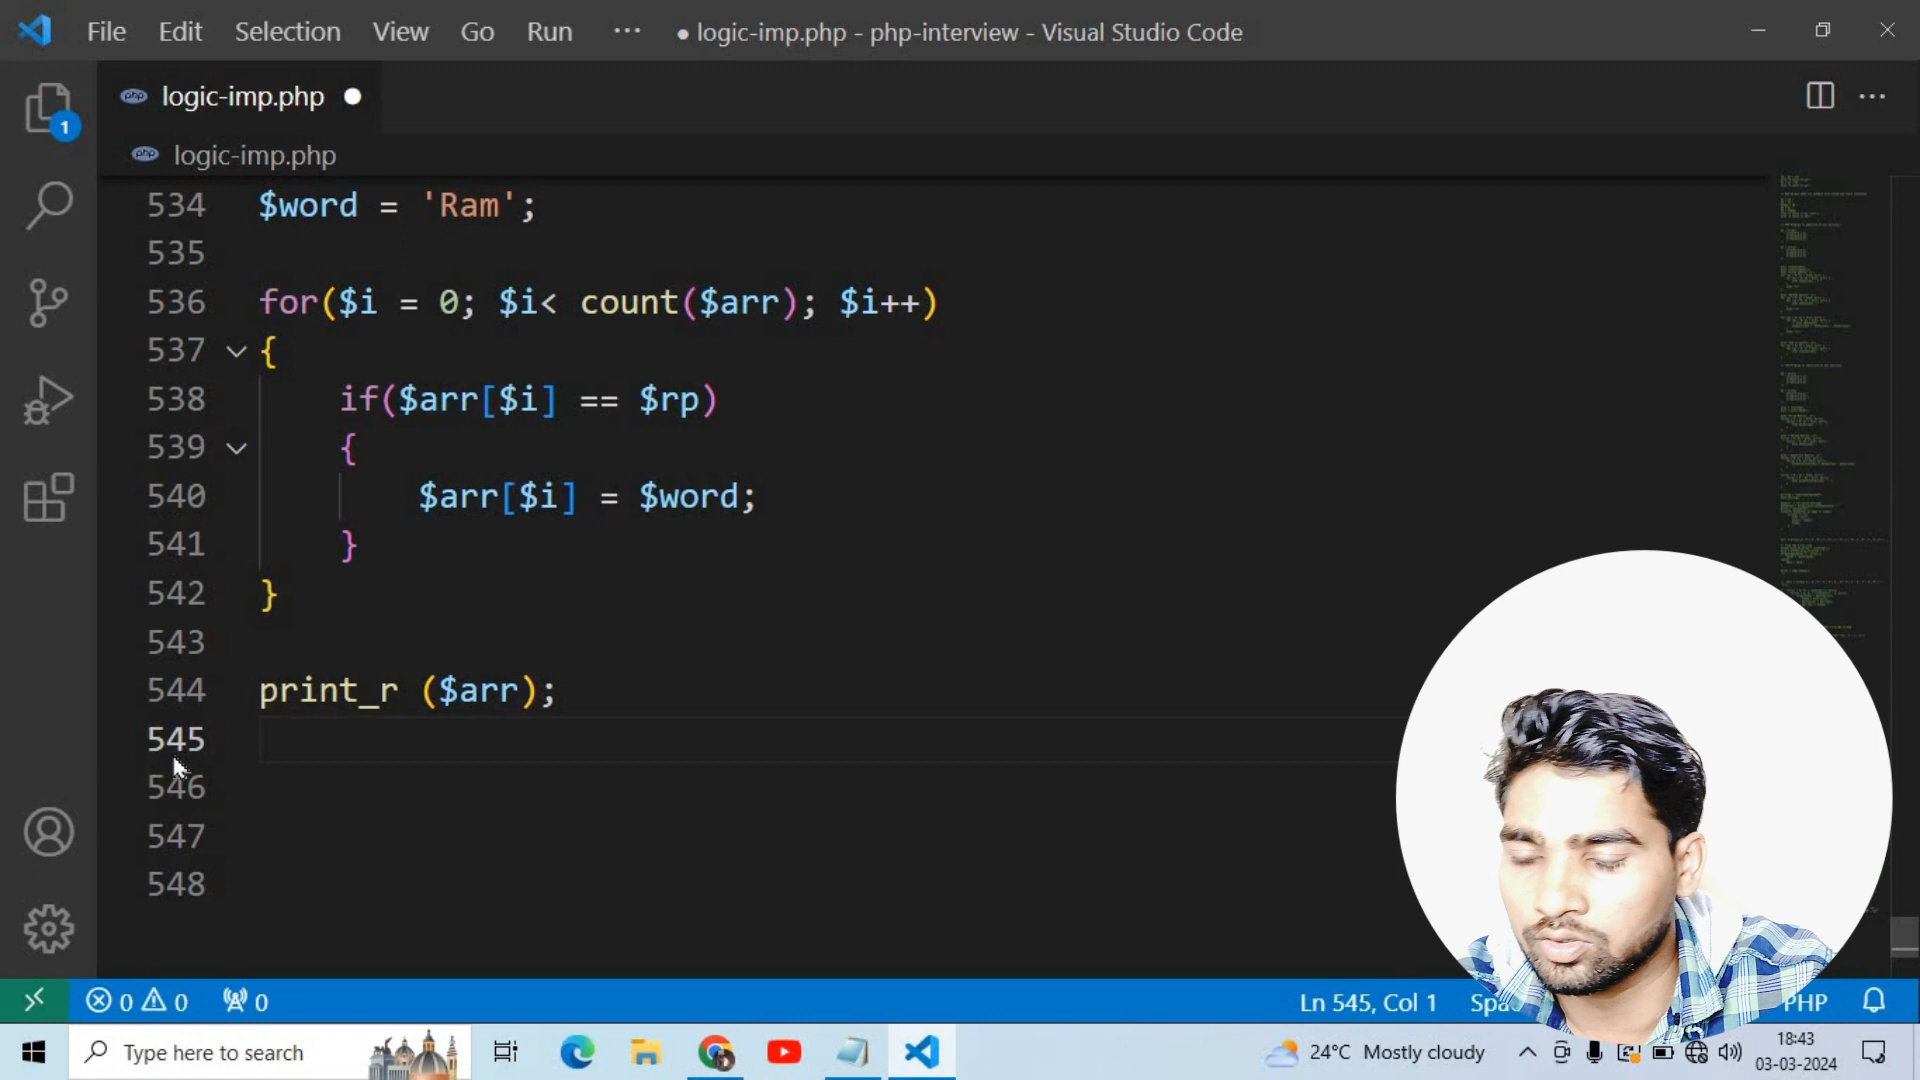 File Edit Selection View Go Run ··· ● logic-imp.php - php-interview - Visual Studio Code
1
php logic-imp.php ●
php logic-imp.php
534 $word = 'Ram';
535
536 for($i = 0; $i< count($arr); $i++)
537 {
538 if($arr[$i] == $rp)
539 {
540 $arr[$i] = $word;
541 }
542 }
543
544 print_r ($arr);
545
546
547
548
0 0 0 Ln 545, Col 1 PHP
Type here to search 24°C Mostly cloudy 18:43
03-03-2024